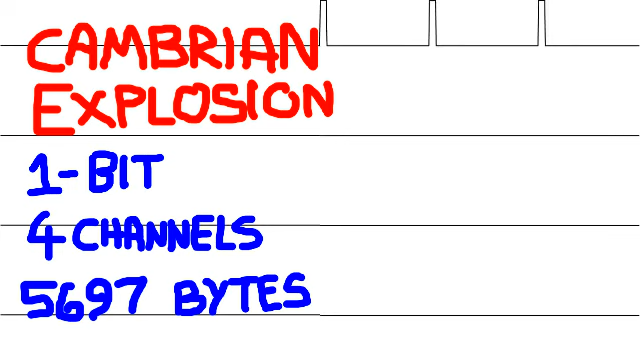 CAMBRIAN
EXPLOSION
1-BIT
4 CHANNELS
5697 BYTES